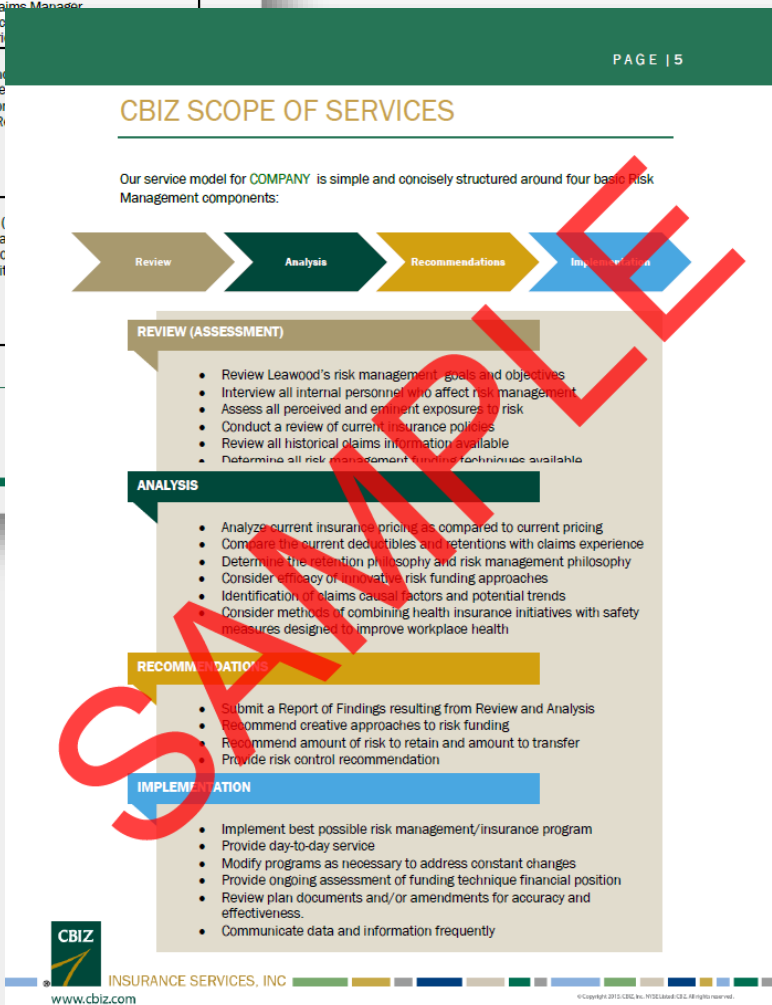 aims Manager
PAGE | 5
CBIZ SCOPE OF SERVICES
Our service model for COMPANY is simple and concisely structured around four basic Risk
Management components:
Review
Analysis
Recommendations
Implementation
REVIEW (ASSESSMENT)
• Review Leawood's risk management goals and objectives
• Interview all internal personnel who affect risk management
• Assess all perceived and eminent exposures to risk
• Conduct a review of current insurance policies
• Review all historical claims information available
• Determine all risk management funding techniques available
ANALYSIS
• Analyze current insurance pricing as compared to current pricing
• Compare the current deductibles and retentions with claims experience
• Determine the retention philosophy and risk management philosophy
• Consider efficacy of innovative risk funding approaches
• Identification of claims causal factors and potential trends
• Consider methods of combining health insurance initiatives with safety
measures designed to improve workplace health
RECOMMENDATIONS
• Submit a Report of Findings resulting from Review and Analysis
• Recommend creative approaches to risk funding
• Recommend amount of risk to retain and amount to transfer
• Provide risk control recommendation
IMPLEMENTATION
• Implement best possible risk management/insurance program
• Provide day-to-day service
• Modify programs as necessary to address constant changes
• Provide ongoing assessment of funding technique financial position
• Review plan documents and/or amendments for accuracy and
effectiveness.
• Communicate data and information frequently
SAMPLE
CBIZ
® INSURANCE SERVICES, INC
www.cbiz.com